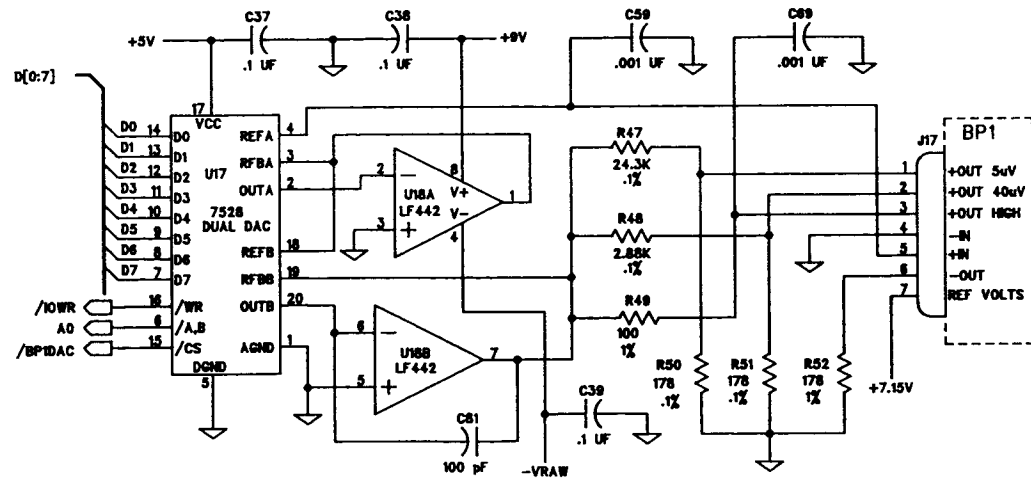 C37
.1 UF
C38
.1 UF
C59
.001 UF
C69
.001 UF
+5V
+9V
D[0:7]
17
VCC
D0 14 D0
D1 13 D1
D2 12 D2
D3 11 D3
D4 10 D4
D5 9 D5
D6 8 D6
D7 7 D7
/IOWR 16 /WR
A0 6 /A,B
/BP1DAC 15 /CS
U17
7528
DUAL DAC
REFA 4
RFBA 3
OUTA 2
REFB 18
RFBB 19
OUTB 20
AGND 1
DGND
5
2
3
8
V+
U18A
LF442
V-
4
1
6
5
U18B
LF442
7
C61
100 pF
C39
.1 UF
-VRAW
R47
24.3K
.1%
R48
2.88K
.1%
R49
100
1%
R50
178
.1%
R51
178
.1%
R52
178
1%
+7.15V
J17
BP1
1 +OUT 5uV
2 +OUT 40uV
3 +OUT HIGH
4 -IN
5 +IN
6 -OUT
7 REF VOLTS